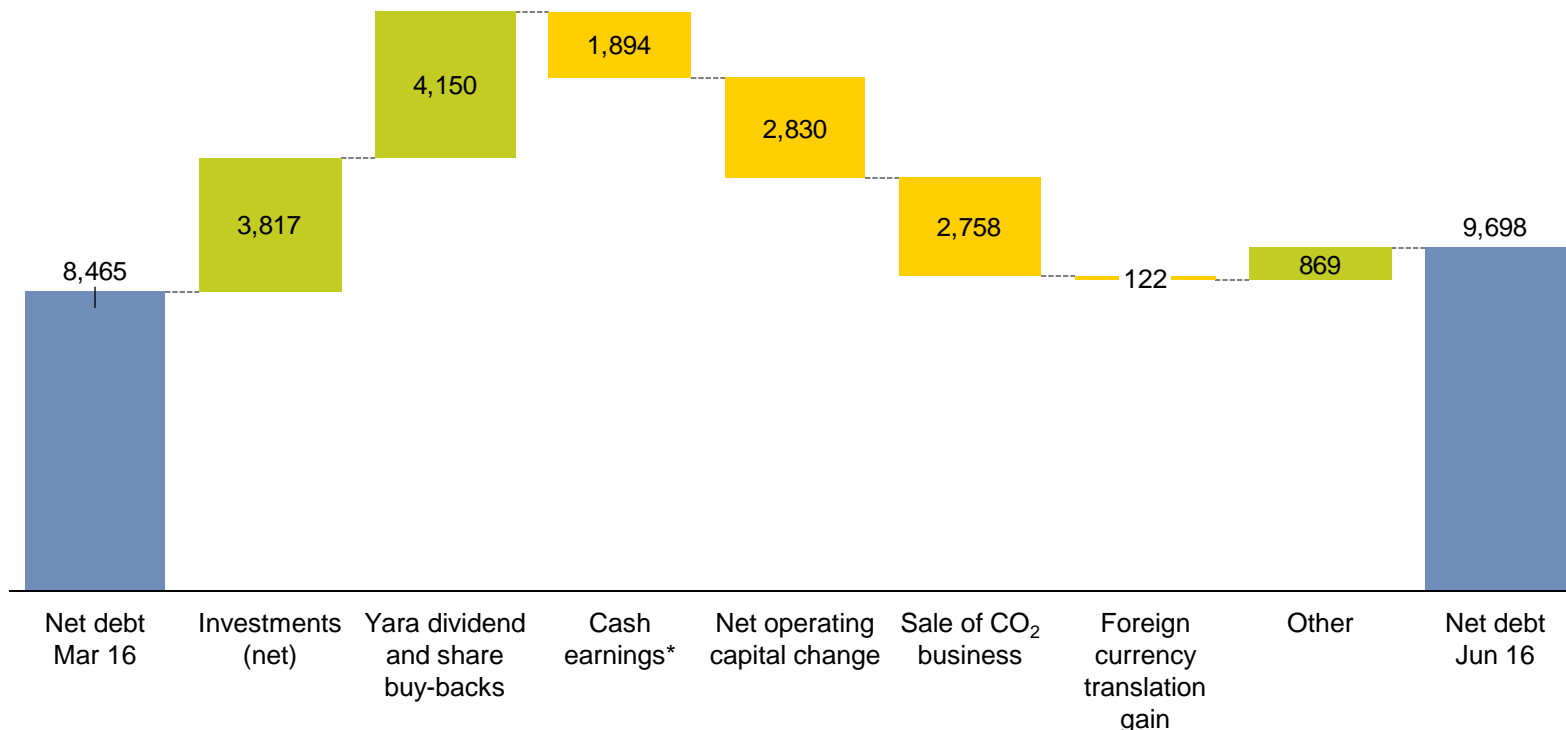 4,150
1,894
2,830
3,817
2,758
9,698
8,465
122
869
Net debt
Mar 16
Investments
(net)
Yara dividend
and share
buy-backs
Cash
earnings*
Net operating
capital change
Sale of CO₂
business
Foreign
currency
translation
gain
Other
Net debt
Jun 16